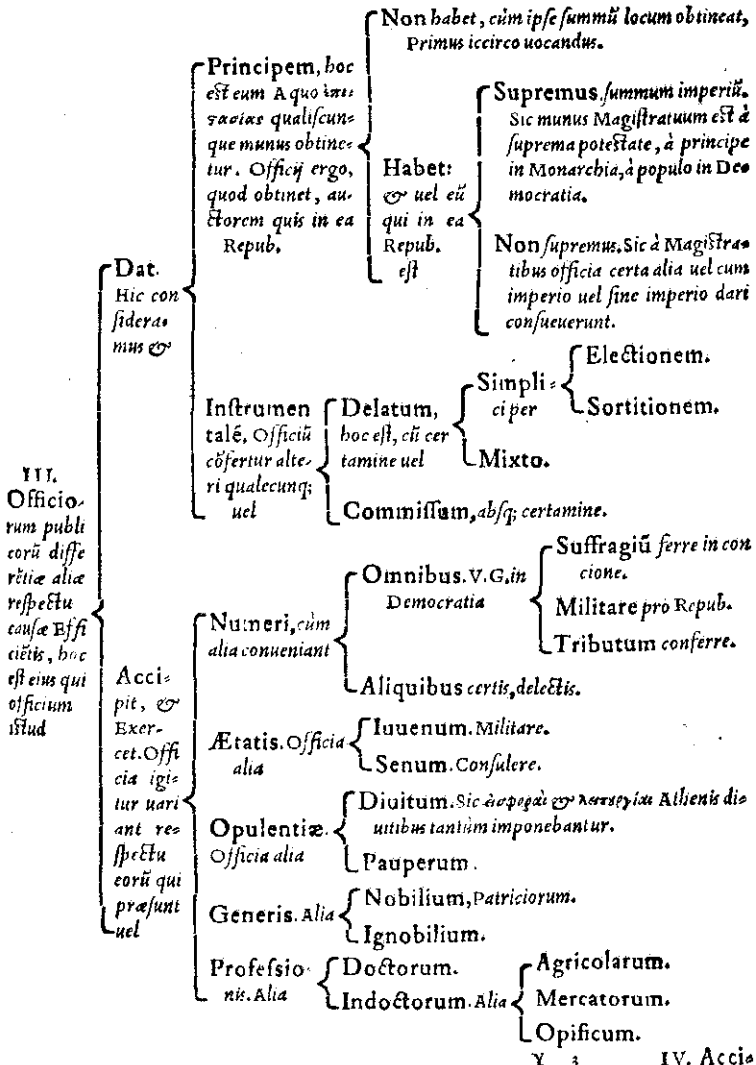 III.
Officio-
rum publi
corū diffe
rētiæ aliæ
respectu
causæ Effi
ciētis, hoc
est eius qui
officium
istud
Dat.
Hic con
sidera-
mus &
Principem, hoc
est eum A quo
qualiscun-
que munus obtine-
tur. Officij ergo,
quod obtinet, au-
ctorem quis in ea
Repub.
Non habet, cùm ipse summū locum obtineat,
Primus iccirco uocandus.
Habet:
& uel eū
qui in ea
Repub.
est
Supremus, summum imperiū.
Sic munus Magistratuum est à
suprema potestate, à principe
in Monarchia, à populo in De-
mocratia.
Non supremus. Sic à Magistra-
tibus officia certa alia uel cum
imperio uel sine imperio dari
consueuerunt.
Instrumen
talē. Officiū
cōfertur alte-
ri qualecunq;
uel
Delatum,
hoc est, cū cer
tamine uel
Simpli-
ci per
Electionem.
Sortitionem.
Mixto.
Commissum, absq; certamine.
Acci-
pit, &
Exer-
cet. Offi
cia igi-
tur uari
ant re-
spectu
eorū qui
præsunt
uel
Numeri, cùm
alia conueniant
Omnibus. V. G. in
Democratia
Suffragiū ferre in con
cione.
Militare pro Repub.
Tributum conferre.
Aliquibus certis, delectis.
Ætatis. Officia
alia
Iuuenum. Militare.
Senum. Consulere.
Opulentiæ.
Officia alia
Diuitum. Sic εἰσφοραὶ & λειτεργίαι Athenis di-
uitibus tantùm imponebantur.
Pauperum.
Generis. Alia
Nobilium, Patriciorum.
Ignobilium.
Professio-
nis. Alia
Doctorum.
Indoctorum. Alia
Agricolarum.
Mercatorum.
Opificum.
Y 3 IV. Acci-